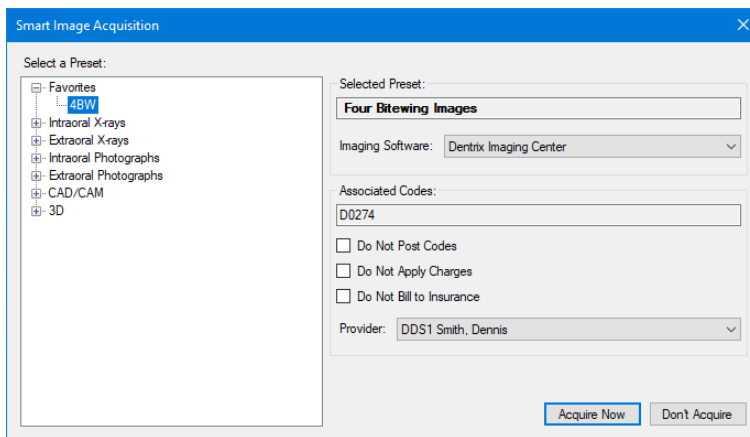 Smart Image Acquisition
Select a Preset:
Favorites
4BW
Intraoral X-rays
Extraoral X-rays
Intraoral Photographs
Extraoral Photographs
CAD/CAM
3D
Selected Preset:
Four Bitewing Images
Imaging Software: Dentrix Imaging Center
Associated Codes:
D0274
Do Not Post Codes
Do Not Apply Charges
Do Not Bill to Insurance
Provider: DDS1 Smith, Dennis
Acquire Now Don't Acquire